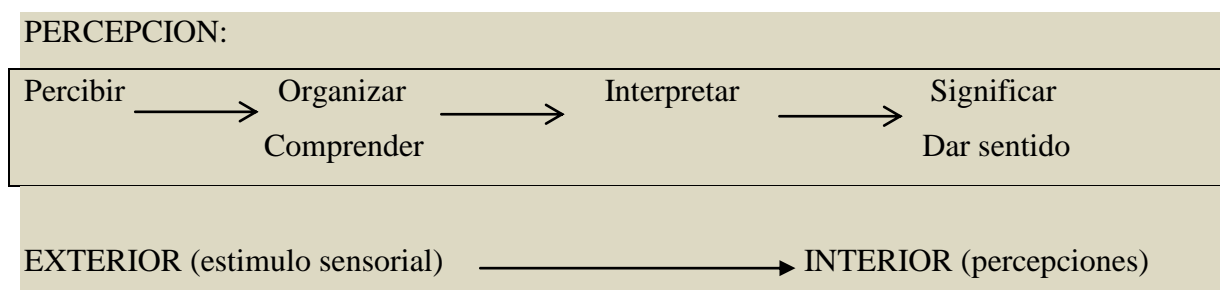 PERCEPCION:
Percibir Organizar Interpretar Significar
Comprender Dar sentido
EXTERIOR (estimulo sensorial) INTERIOR (percepciones)